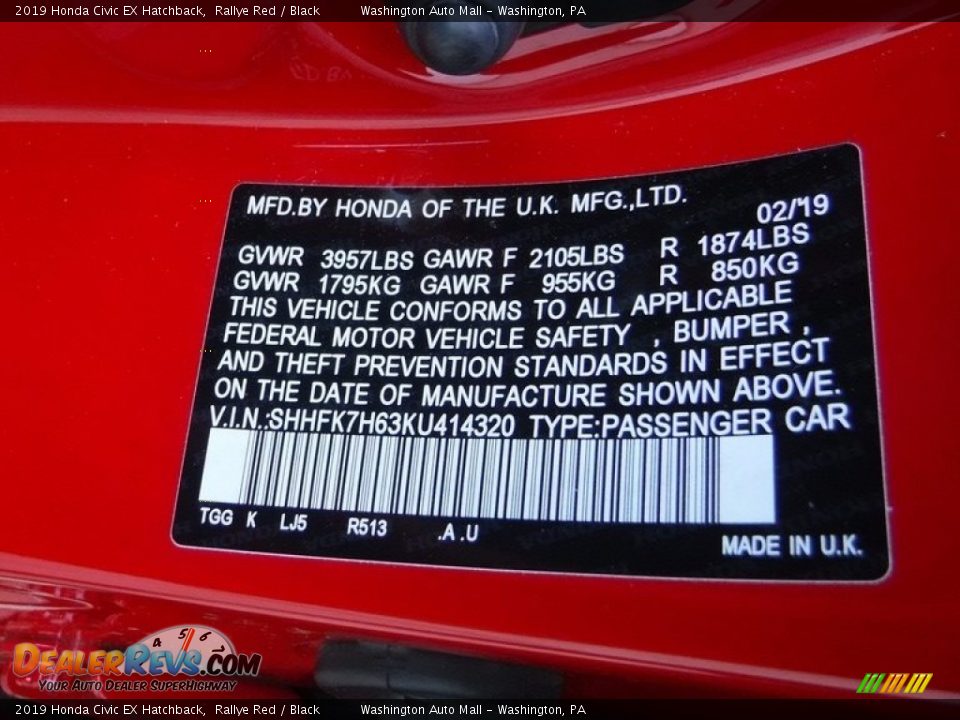 2019 Honda Civic EX Hatchback, Rallye Red / Black Washington Auto Mall - Washington, PA
MFD.BY HONDA OF THE U.K. MFG.,LTD.
02/'19
GVWR 3957LBS GAWR F 2105LBS R 1874LBS
GVWR 1795KG GAWR F 955KG R 850KG
THIS VEHICLE CONFORMS TO ALL APPLICABLE
FEDERAL MOTOR VEHICLE SAFETY , BUMPER ,
AND THEFT PREVENTION STANDARDS IN EFFECT
ON THE DATE OF MANUFACTURE SHOWN ABOVE.
V.I.N.:SHHFK7H63KU414320 TYPE:PASSENGER CAR
TGG K LJ5 R513 .A .U
MADE IN U.K.
4 5 6
DEALERREVS.COM
YOUR AUTO DEALER SUPERHIGHWAY
2019 Honda Civic EX Hatchback, Rallye Red / Black Washington Auto Mall - Washington, PA